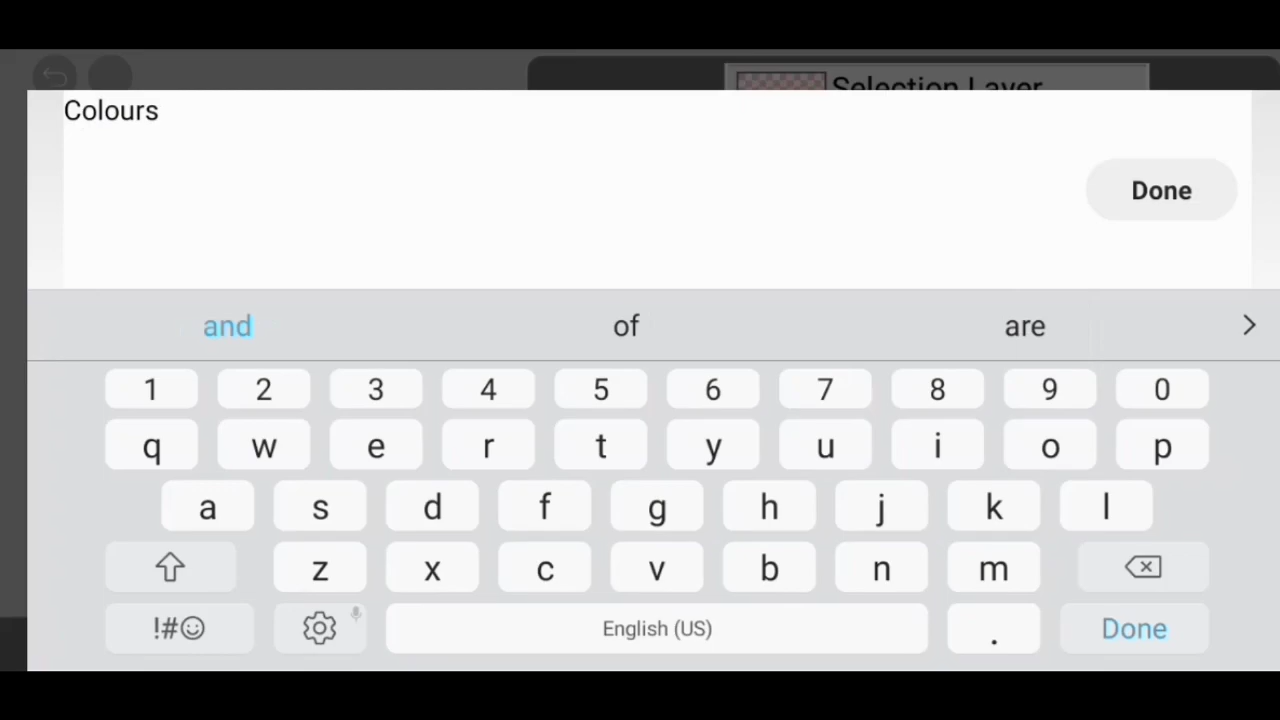 Selection Layer
Colours
Done
and of are
1 2 3 4 5 6 7 8 9 0
q w e r t y u i o p
a s d f g h j k l
z x c v b n m
!#☺ English (US) . Done